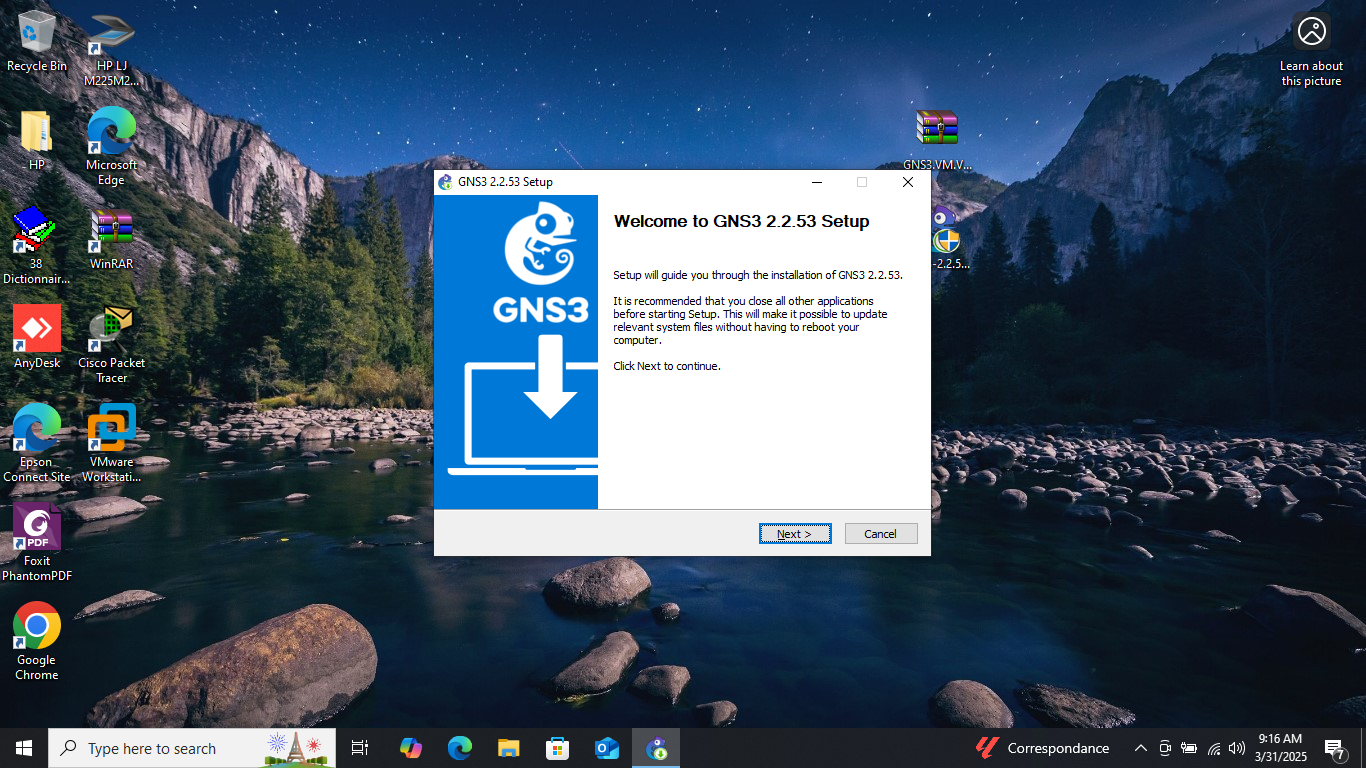 Recycle Bin
HP LJ
M225M2...
- HP
Microsoft
Edge
38
Dictionnair...
WinRAR
AnyDesk
Cisco Packet
Tracer
Epson
Connect Site
VMware
Workstati...
PDF
Foxit
PhantomPDF
Google
Chrome
Learn about
this picture
GNS3.VM.V...
-2.2.5...
GNS3 2.2.53 Setup
GNS3
Welcome to GNS3 2.2.53 Setup
Setup will guide you through the installation of GNS3 2.2.53.
It is recommended that you close all other applications
before starting Setup. This will make it possible to update
relevant system files without having to reboot your
computer.
Click Next to continue.
Next >
Cancel
Type here to search
Correspondance
9:16 AM
3/31/2025
7